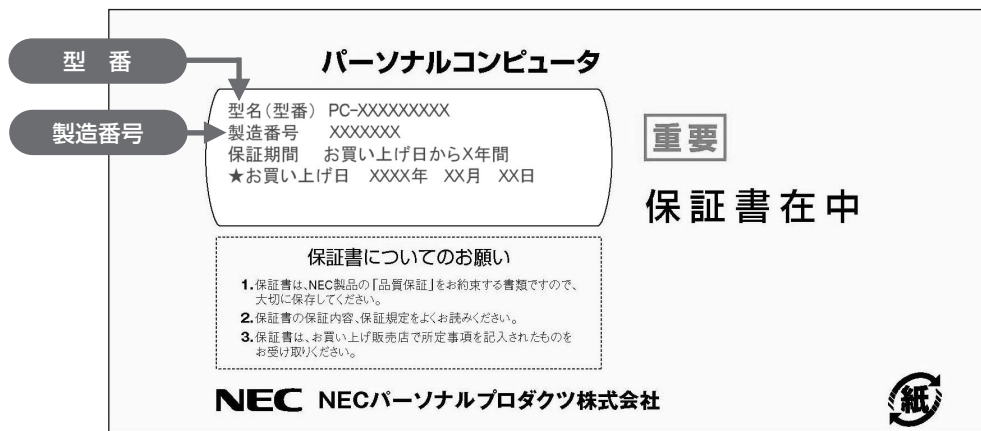 型 番
製造番号
パーソナルコンピュータ
型名(型番) PC-XXXXXXXXX
製造番号 XXXXXXX
保証期間 お買い上げ日からX年間
★お買い上げ日 XXXX年 XX月 XX日
重要
保証書在中
保証書についてのお願い
1.保証書は、NEC製品の「品質保証」をお約束する書類ですので、
大切に保存してください。
2.保証書の保証内容、保証規定をよくお読みください。
3.保証書は、お買い上げ販売店で所定事項を記入されたものを
お受け取りください。
NEC NECパーソナルプロダクツ株式会社
紙